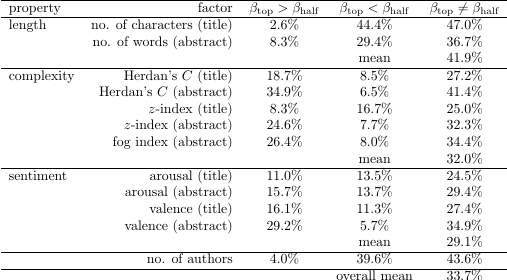 property factor βtop > βhalf βtop < βhalf βtop ≠ βhalf
length no. of characters (title) 2.6% 44.4% 47.0%
no. of words (abstract) 8.3% 29.4% 36.7%
mean 41.9%
complexity Herdan's C (title) 18.7% 8.5% 27.2%
Herdan's C (abstract) 34.9% 6.5% 41.4%
z-index (title) 8.3% 16.7% 25.0%
z-index (abstract) 24.6% 7.7% 32.3%
fog index (abstract) 26.4% 8.0% 34.4%
mean 32.0%
sentiment arousal (title) 11.0% 13.5% 24.5%
arousal (abstract) 15.7% 13.7% 29.4%
valence (title) 16.1% 11.3% 27.4%
valence (abstract) 29.2% 5.7% 34.9%
mean 29.1%
no. of authors 4.0% 39.6% 43.6%
overall mean 33.7%